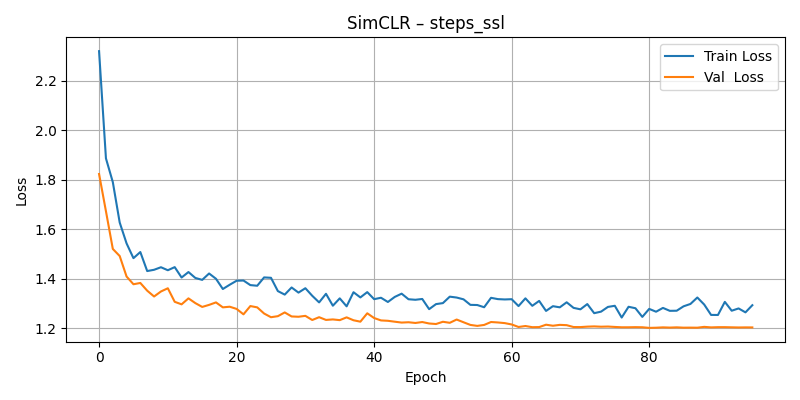 SimCLR – steps_ssl
Train Loss
Val  Loss
Loss
2.2
2.0
1.8
1.6
1.4
1.2
0
20
40
60
80
Epoch